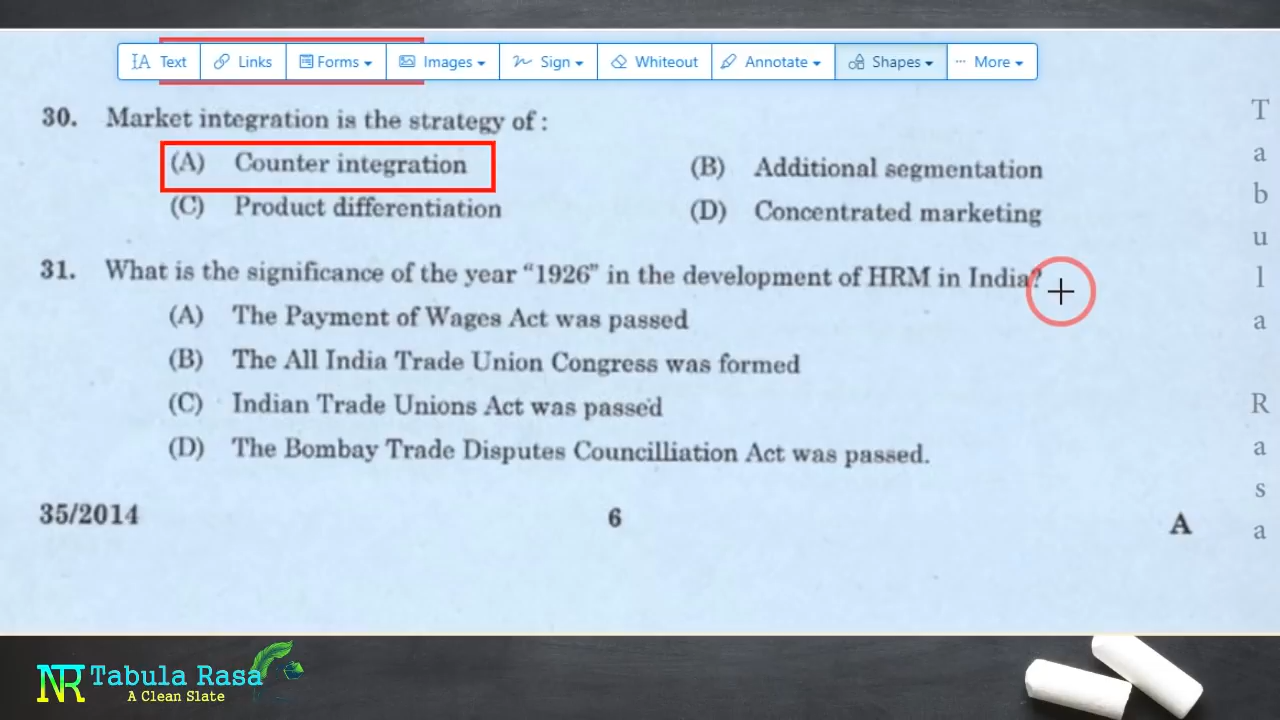 Text Links Forms Images Sign Whiteout Annotate Shapes More
30. Market integration is the strategy of :
(A) Counter integration (B) Additional segmentation
(C) Product differentiation (D) Concentrated marketing
31. What is the significance of the year “1926” in the development of HRM in India?
(A) The Payment of Wages Act was passed
(B) The All India Trade Union Congress was formed
(C) Indian Trade Unions Act was passed
(D) The Bombay Trade Disputes Councilliation Act was passed.
35/2014 6 A
Tabula Rasa
NR Tabula Rasa
A Clean Slate